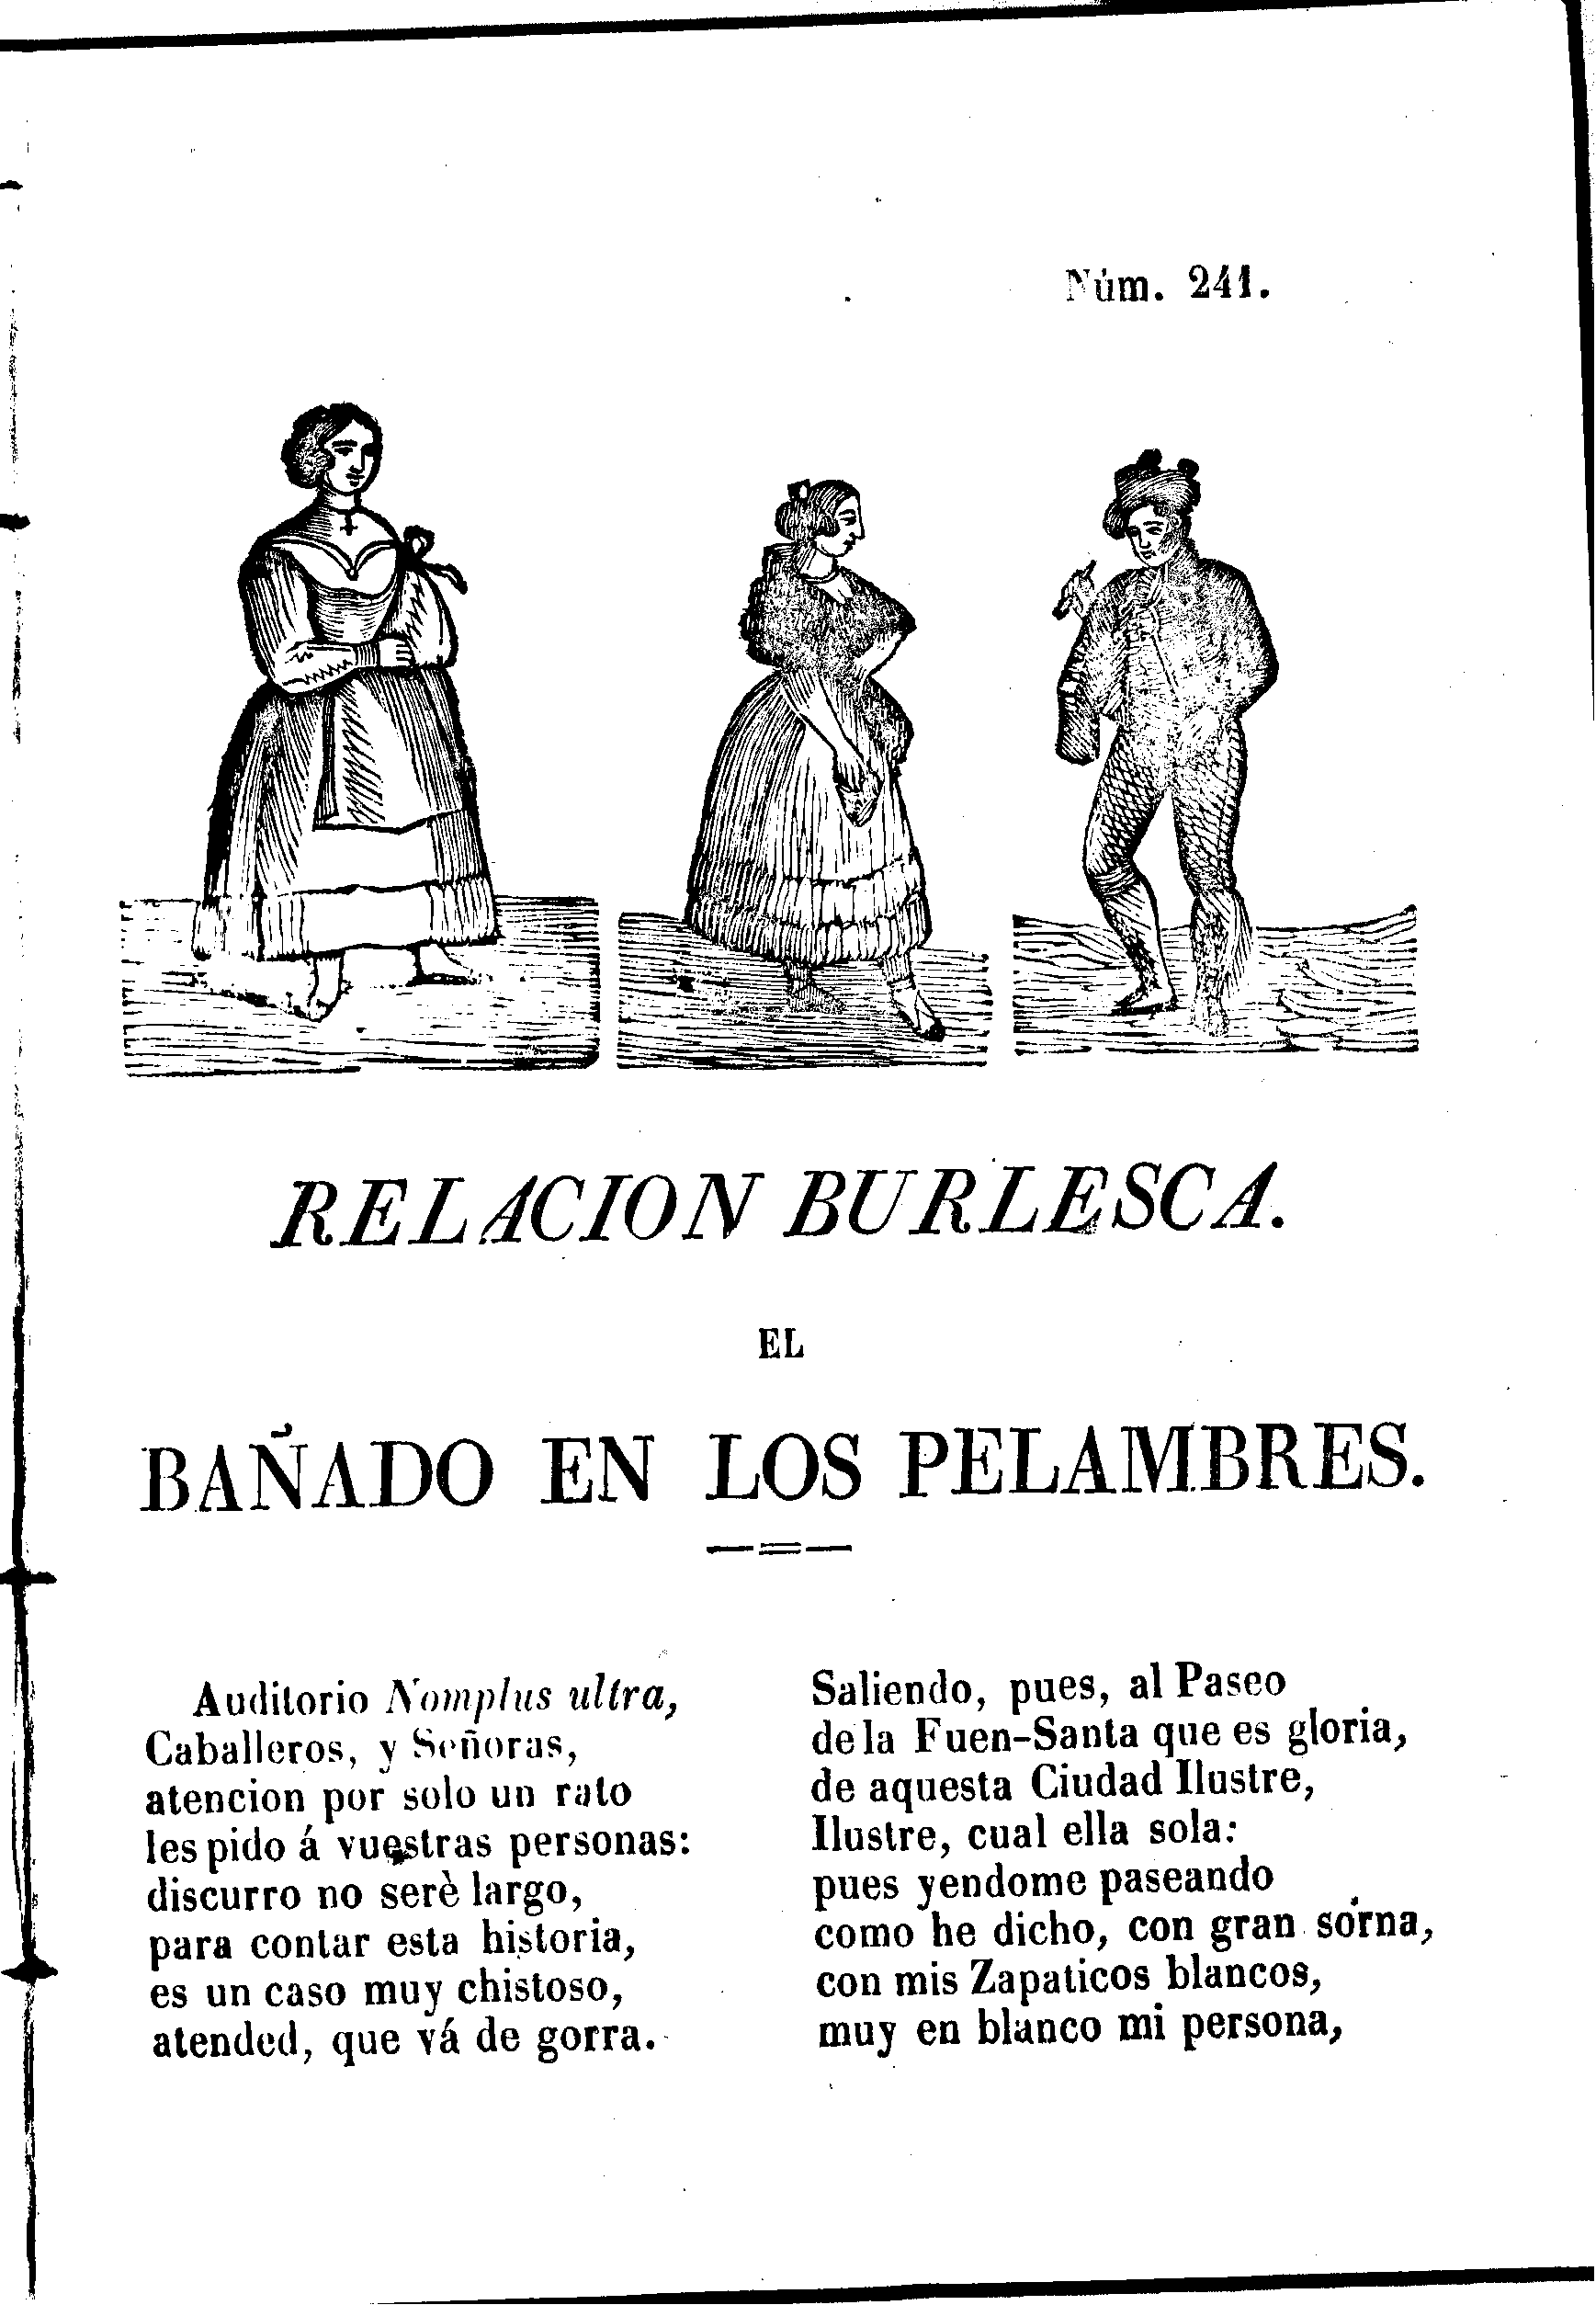 Núm. 241.
RELACION BURLESCA.
EL
BAÑADO EN LOS PELAMBRES.
Auditorio Nomplus ultra,
Caballeros, y Señoras,
atencion por solo un rato
les pido á vuestras personas:
discurro no serè largo,
para contar esta historia,
es un caso muy chistoso,
atended, que vá de gorra.
Saliendo, pues, al Paseo
de la Fuen-Santa que es gloria,
de aquesta Ciudad Ilustre,
Ilustre, cual ella sola:
pues yendome paseando
como he dicho, con gran sorna,
con mis Zapaticos blancos,
muy en blanco mi persona,